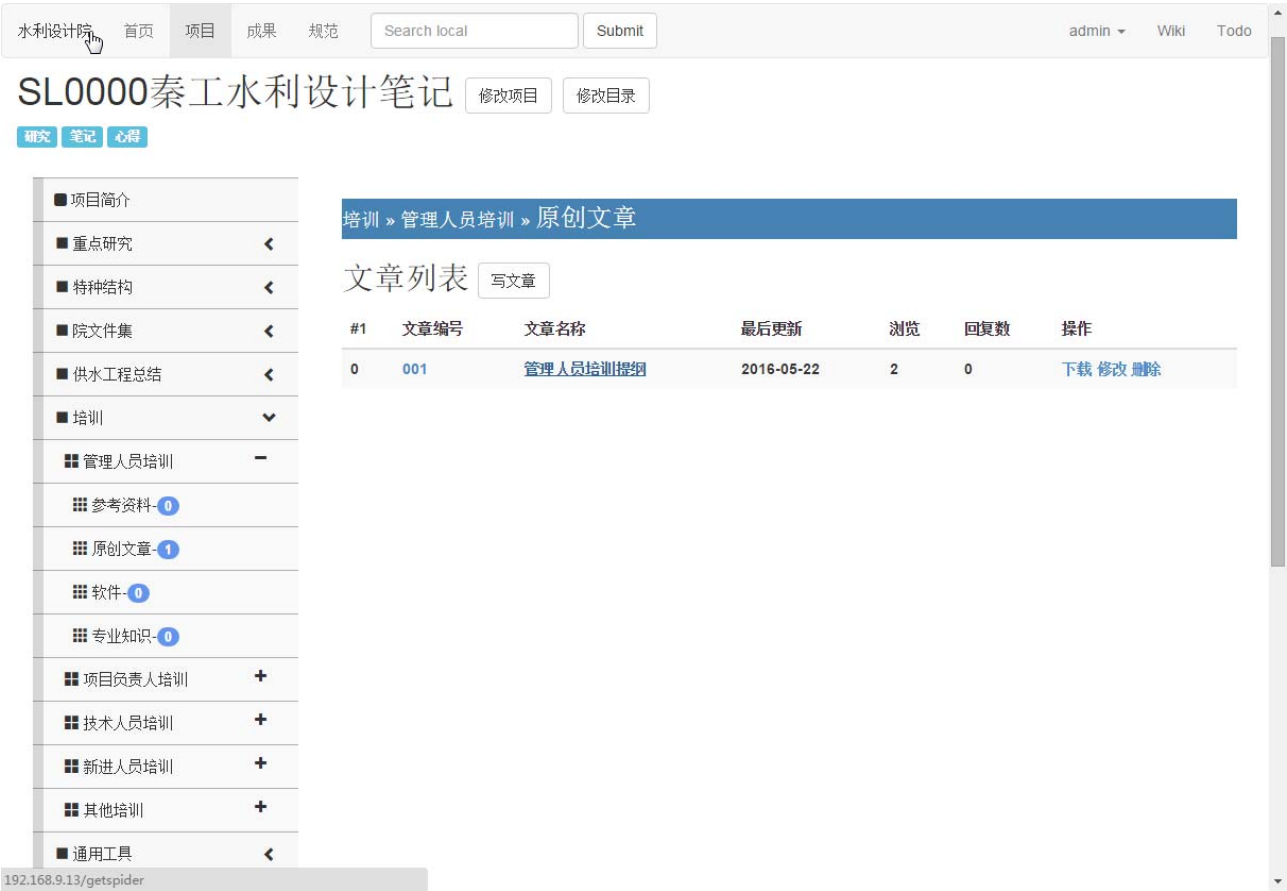 水利设计院 首页 项目 成果 规范 Search local Submit admin Wiki Todo
SL0000秦工水利设计笔记 修改项目 修改目录
研究 笔记 心得
项目简介
重点研究
特种结构
院文件集
供水工程总结
培训
管理人员培训
参考资料-0
原创文章-1
软件-0
专业知识-0
项目负责人培训
技术人员培训
新进人员培训
其他培训
通用工具
培训 » 管理人员培训 » 原创文章
文章列表 写文章
#1 文章编号 文章名称 最后更新 浏览 回复数 操作
0 001 管理人员培训提纲 2016-05-22 2 0 下载 修改 删除
192.168.9.13/getspider